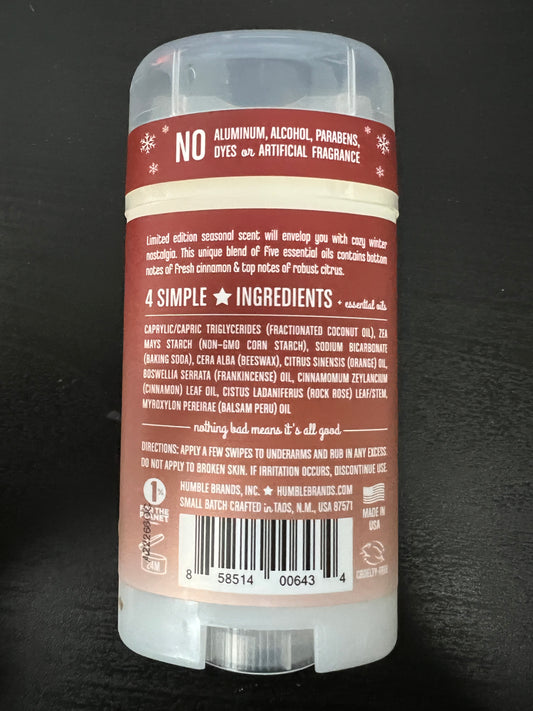 NO ALUMINUM, ALCOHOL, PARABENS,
DYES or ARTIFICIAL FRAGRANCE
Limited edition seasonal scent will envelop you with cozy winter
nostalgia. This unique blend of five essential oils contains bottom
notes of fresh cinnamon & top notes of robust citrus.
4 SIMPLE ★ INGREDIENTS + essential oils
CAPRYLIC/CAPRIC TRIGLYCERIDES (FRACTIONATED COCONUT OIL), ZEA
MAYS STARCH (NON-GMO CORN STARCH), SODIUM BICARBONATE
(BAKING SODA), CERA ALBA (BEESWAX), CITRUS SINENSIS (ORANGE) OIL,
BOSWELLIA SERRATA (FRANKINCENSE) OIL, CINNAMOMUM ZEYLANCIUM
(CINNAMON) LEAF OIL, CISTUS LADANIFERUS (ROCK ROSE) LEAF/STEM,
MYROXYLON PEREIRAE (BALSAM PERU) OIL
nothing bad means it's all good
DIRECTIONS: APPLY A FEW SWIPES TO UNDERARMS AND RUB IN ANY EXCESS.
DO NOT APPLY TO BROKEN SKIN. IF IRRITATION OCCURS, DISCONTINUE USE.
HUMBLE BRANDS, INC. ★ HUMBLEBRANDS.COM
SMALL BATCH CRAFTED in TAOS, N.M., USA 87571
1%
FOR THE
PLANET
24M
MADE IN
USA
CRUELTY-FREE
8 58514 00643 4